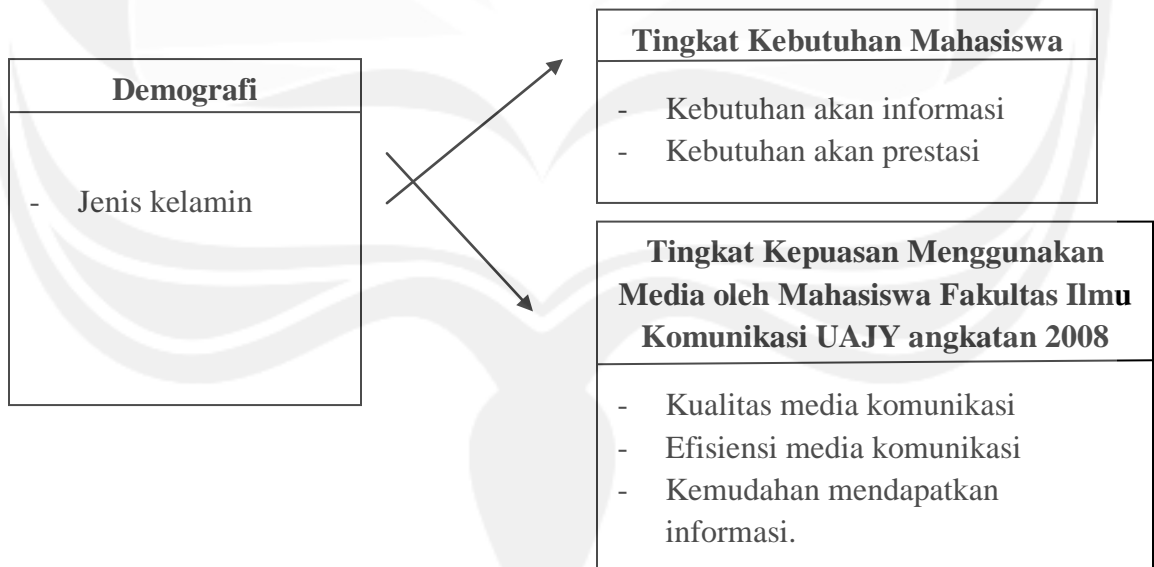 Demografi
- Jenis kelamin
Tingkat Kebutuhan Mahasiswa
- Kebutuhan akan informasi
- Kebutuhan akan prestasi
Tingkat Kepuasan Menggunakan
Media oleh Mahasiswa Fakultas Ilmu
Komunikasi UAJY angkatan 2008
- Kualitas media komunikasi
- Efisiensi media komunikasi
- Kemudahan mendapatkan
informasi.